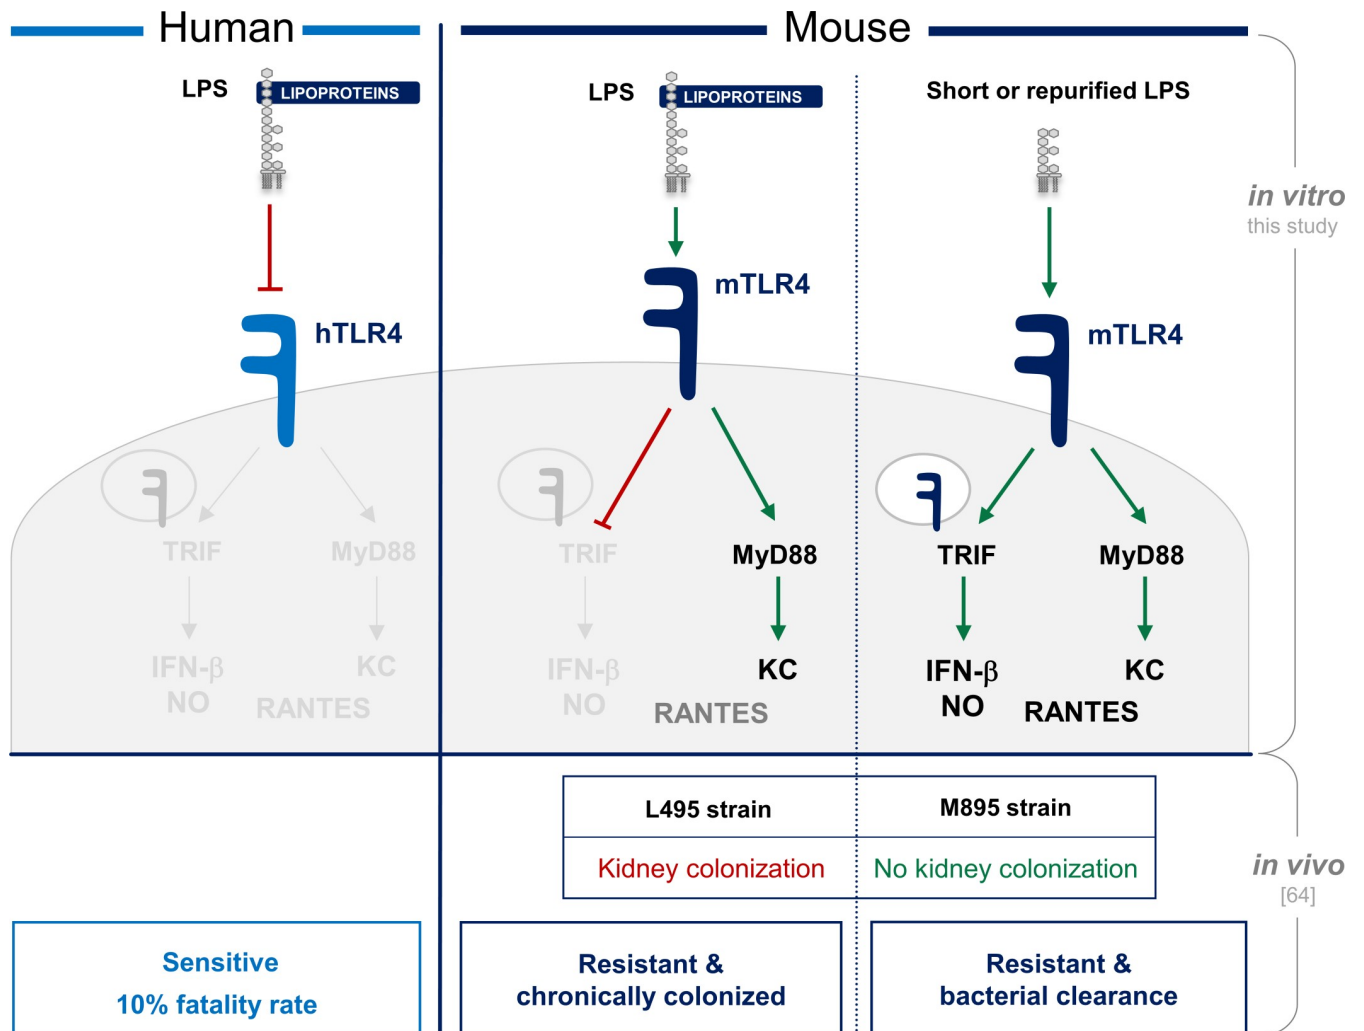 Human
Mouse
LPS
LIPOPROTEINS
LPS
LIPOPROTEINS
Short or repurified LPS
in vitro
this study
hTLR4
mTLR4
mTLR4
TRIF
MyD88
TRIF
MyD88
TRIF
MyD88
IFN-β
NO
KC
RANTES
IFN-β
NO
KC
RANTES
IFN-β
NO
KC
RANTES
L495 strain
M895 strain
Kidney colonization
No kidney colonization
in vivo
[64]
Sensitive
10% fatality rate
Resistant &
chronically colonized
Resistant &
bacterial clearance